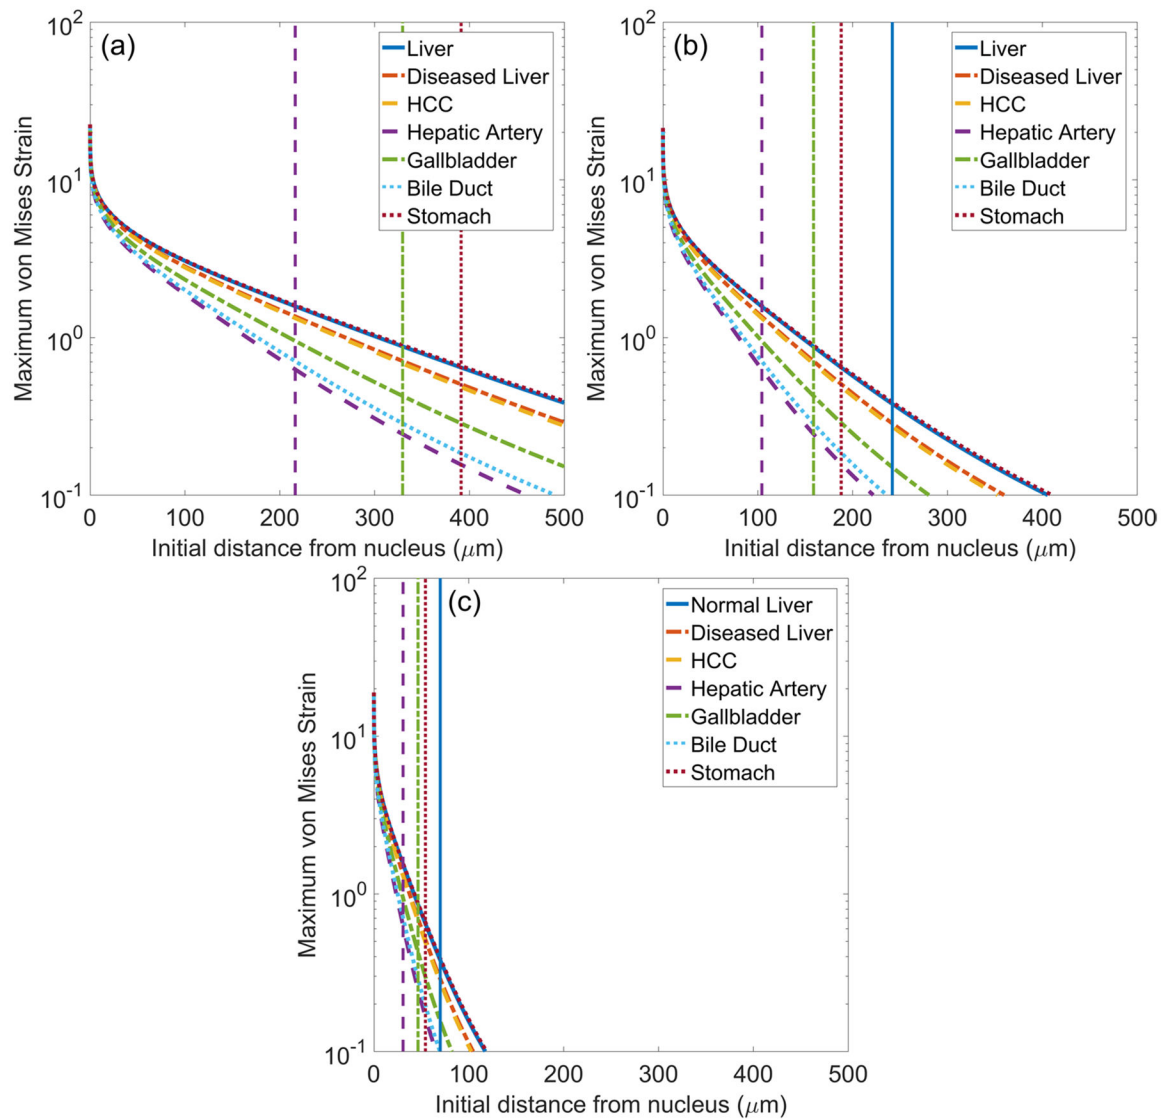 (a)
Liver
Diseased Liver
HCC
Hepatic Artery
Gallbladder
Bile Duct
Stomach
10^2
10^1
10^0
10^-1
Maximum von Mises Strain
0 100 200 300 400 500
Initial distance from nucleus (μm)
(b)
Liver
Diseased Liver
HCC
Hepatic Artery
Gallbladder
Bile Duct
Stomach
10^2
10^1
10^0
10^-1
Maximum von Mises Strain
0 100 200 300 400 500
Initial distance from nucleus (μm)
(c)
Normal Liver
Diseased Liver
HCC
Hepatic Artery
Gallbladder
Bile Duct
Stomach
10^2
10^1
10^0
10^-1
Maximum von Mises Strain
0 100 200 300 400 500
Initial distance from nucleus (μm)